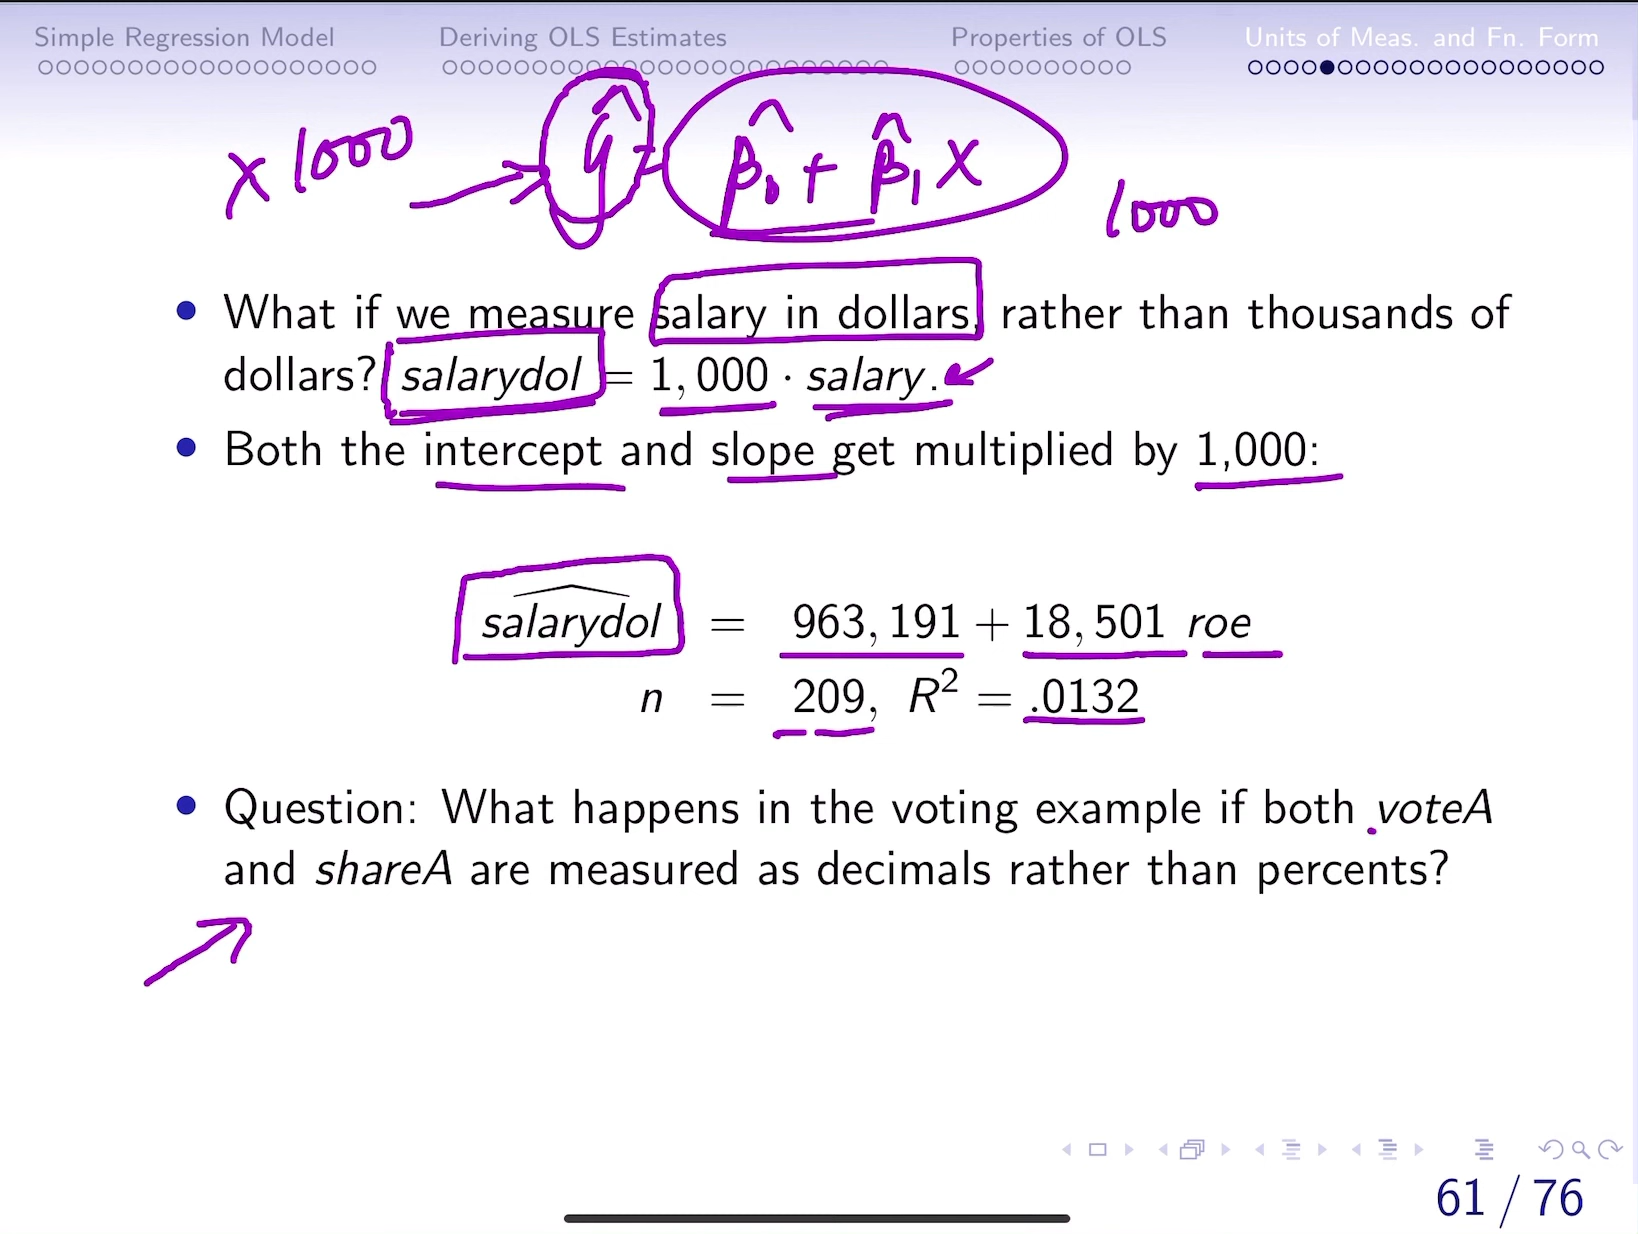 Simple Regression Model Deriving OLS Estimates Properties of OLS Units of Meas. and Fn. Form
× 1000 ŷ = β̂₀ + β̂₁ x 1000
• What if we measure salary in dollars, rather than thousands of
dollars? salarydol = 1,000 · salary.
• Both the intercept and slope get multiplied by 1,000:
\widehat{salarydol} = 963,191 + 18,501 roe
n = 209, R² = .0132
• Question: What happens in the voting example if both voteA
and shareA are measured as decimals rather than percents?
61 / 76